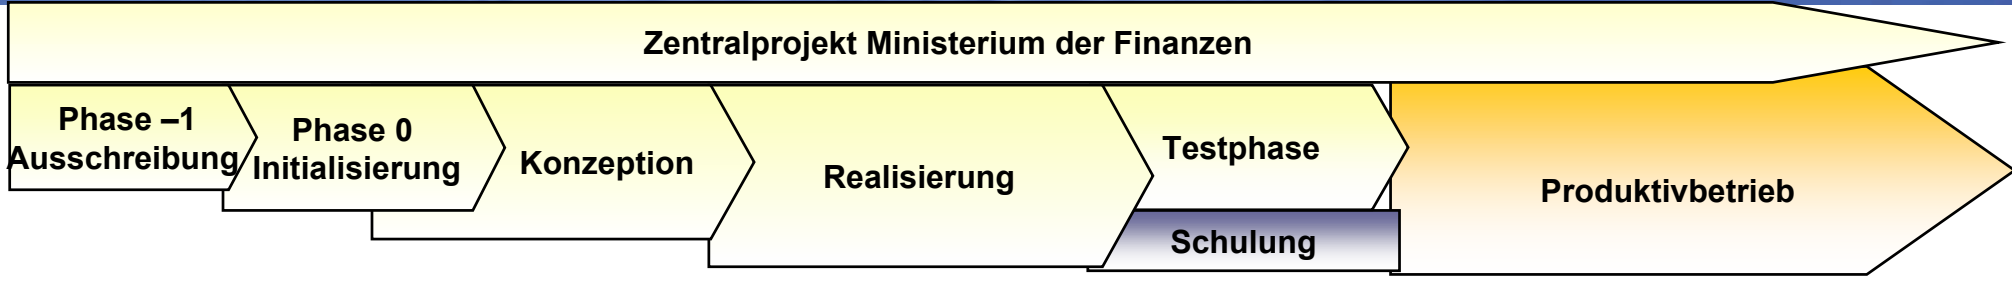 Zentralprojekt Ministerium der Finanzen
Phase –1
Ausschreibung
Phase 0
Initialisierung
Konzeption
Realisierung
Testphase
Schulung
Produktivbetrieb